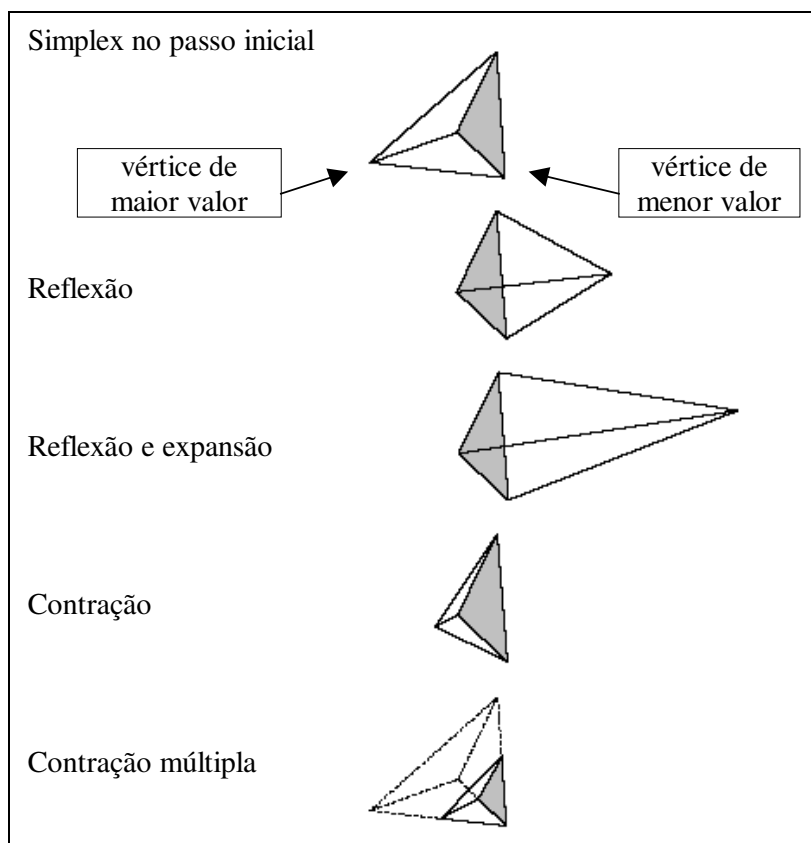 Simplex no passo inicial
vértice de
maior valor
vértice de
menor valor
Reflexão
Reflexão e expansão
Contração
Contração múltipla